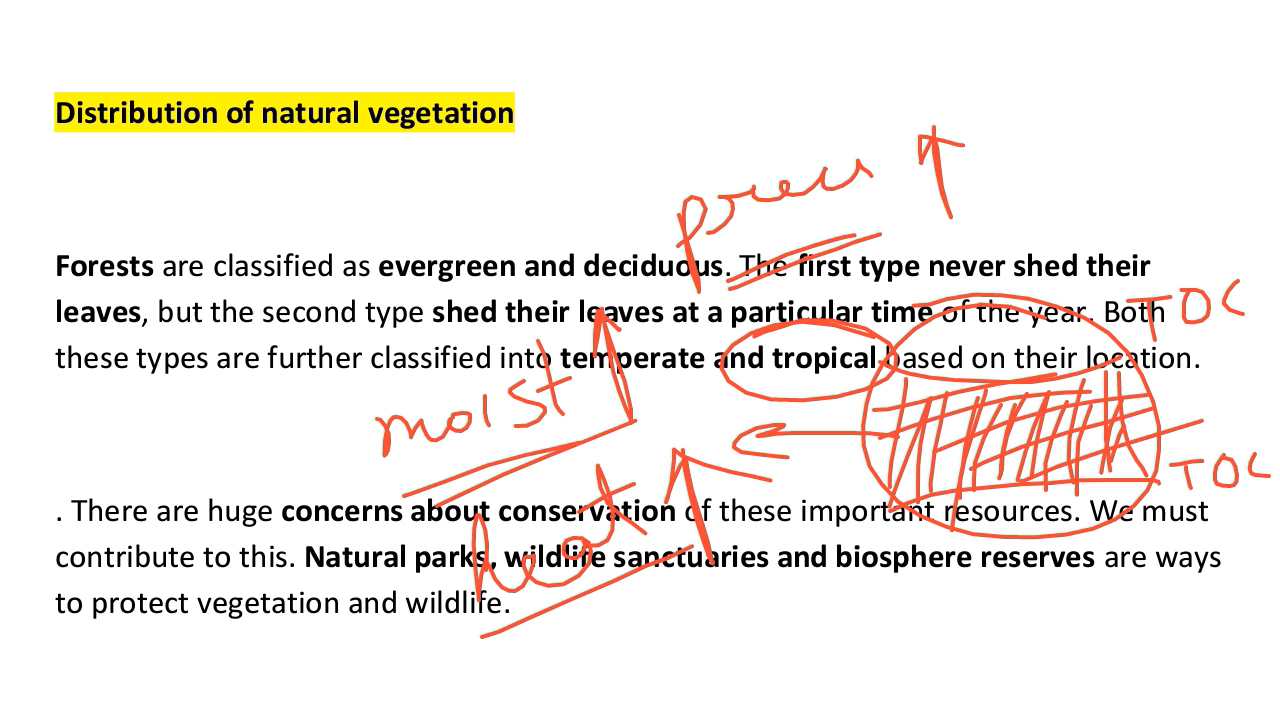 Distribution of natural vegetation
Forests are classified as evergreen and deciduous. The first type never shed their
leaves, but the second type shed their leaves at a particular time of the year. Both
these types are further classified into temperate and tropical based on their location.
. There are huge concerns about conservation of these important resources. We must
contribute to this. Natural parks, wildlife sanctuaries and biosphere reserves are ways
to protect vegetation and wildlife.
TOC
moist
TOC
heat